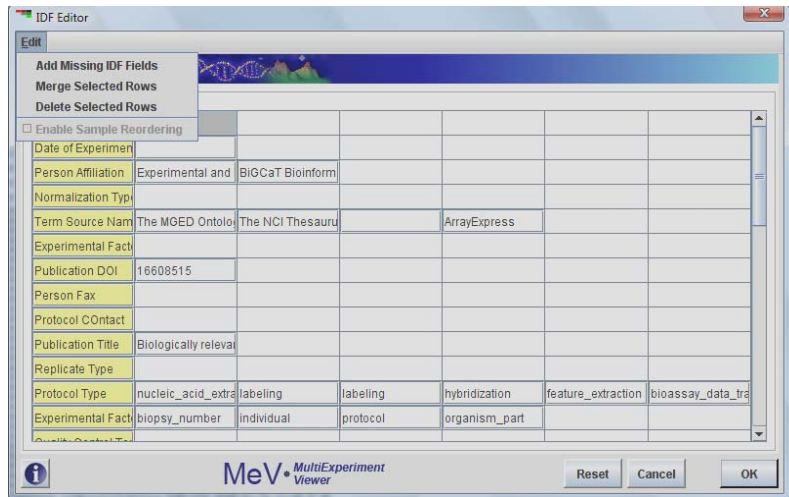 IDF Editor
Edit
Add Missing IDF Fields
Merge Selected Rows
Delete Selected Rows
Enable Sample Reordering
Date of Experimen
Person Affiliation Experimental and BiGCaT Bioinform
Normalization Typ
Term Source Nam The MGED Ontolo The NCI Thesauru ArrayExpress
Experimental Fact
Publication DOI 16608515
Person Fax
Protocol COntact
Publication Title Biologically releva
Replicate Type
Protocol Type nucleic_acid_extra labeling labeling hybridization feature_extraction bioassay_data_tra
Experimental Fact biopsy_number individual protocol organism_part
MeV • MultiExperiment
Viewer
Reset Cancel OK